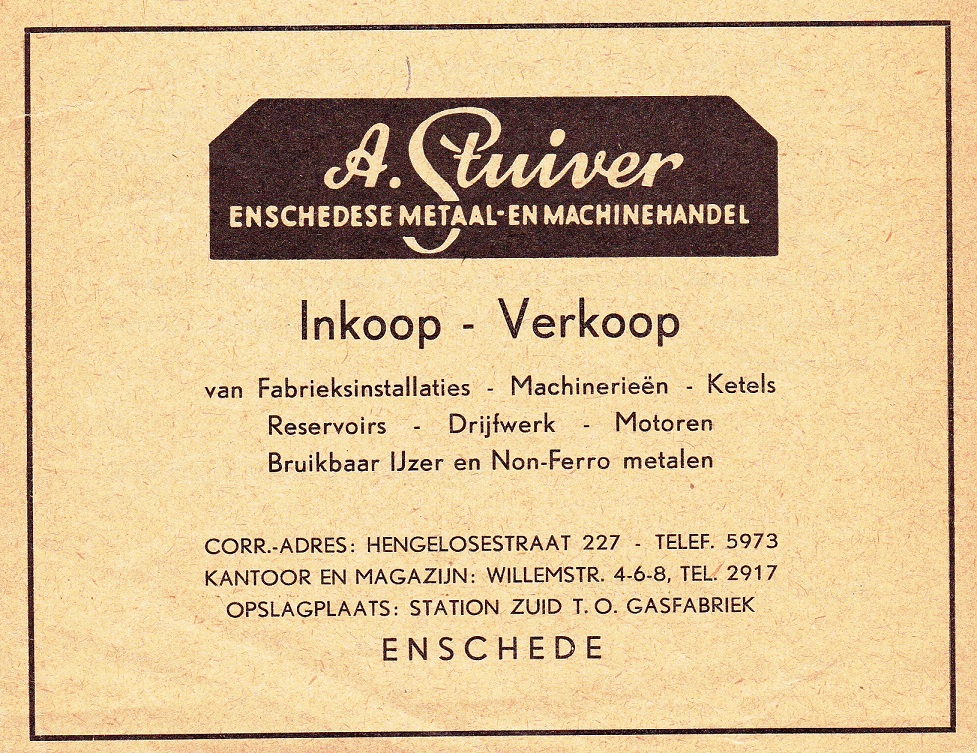 A. Stuiver
ENSCHEDESE METAAL-EN MACHINEHANDEL
Inkoop - Verkoop
van Fabrieksinstallaties - Machinerieën - Ketels
Reservoirs - Drijfwerk - Motoren
Bruikbaar IJzer en Non-Ferro metalen
CORR.-ADRES: HENGELOSESTRAAT 227 - TELEF. 5973
KANTOOR EN MAGAZIJN: WILLEMSTR. 4-6-8, TEL. 2917
OPSLAGPLAATS: STATION ZUID T. O. GASFABRIEK
ENSCHEDE